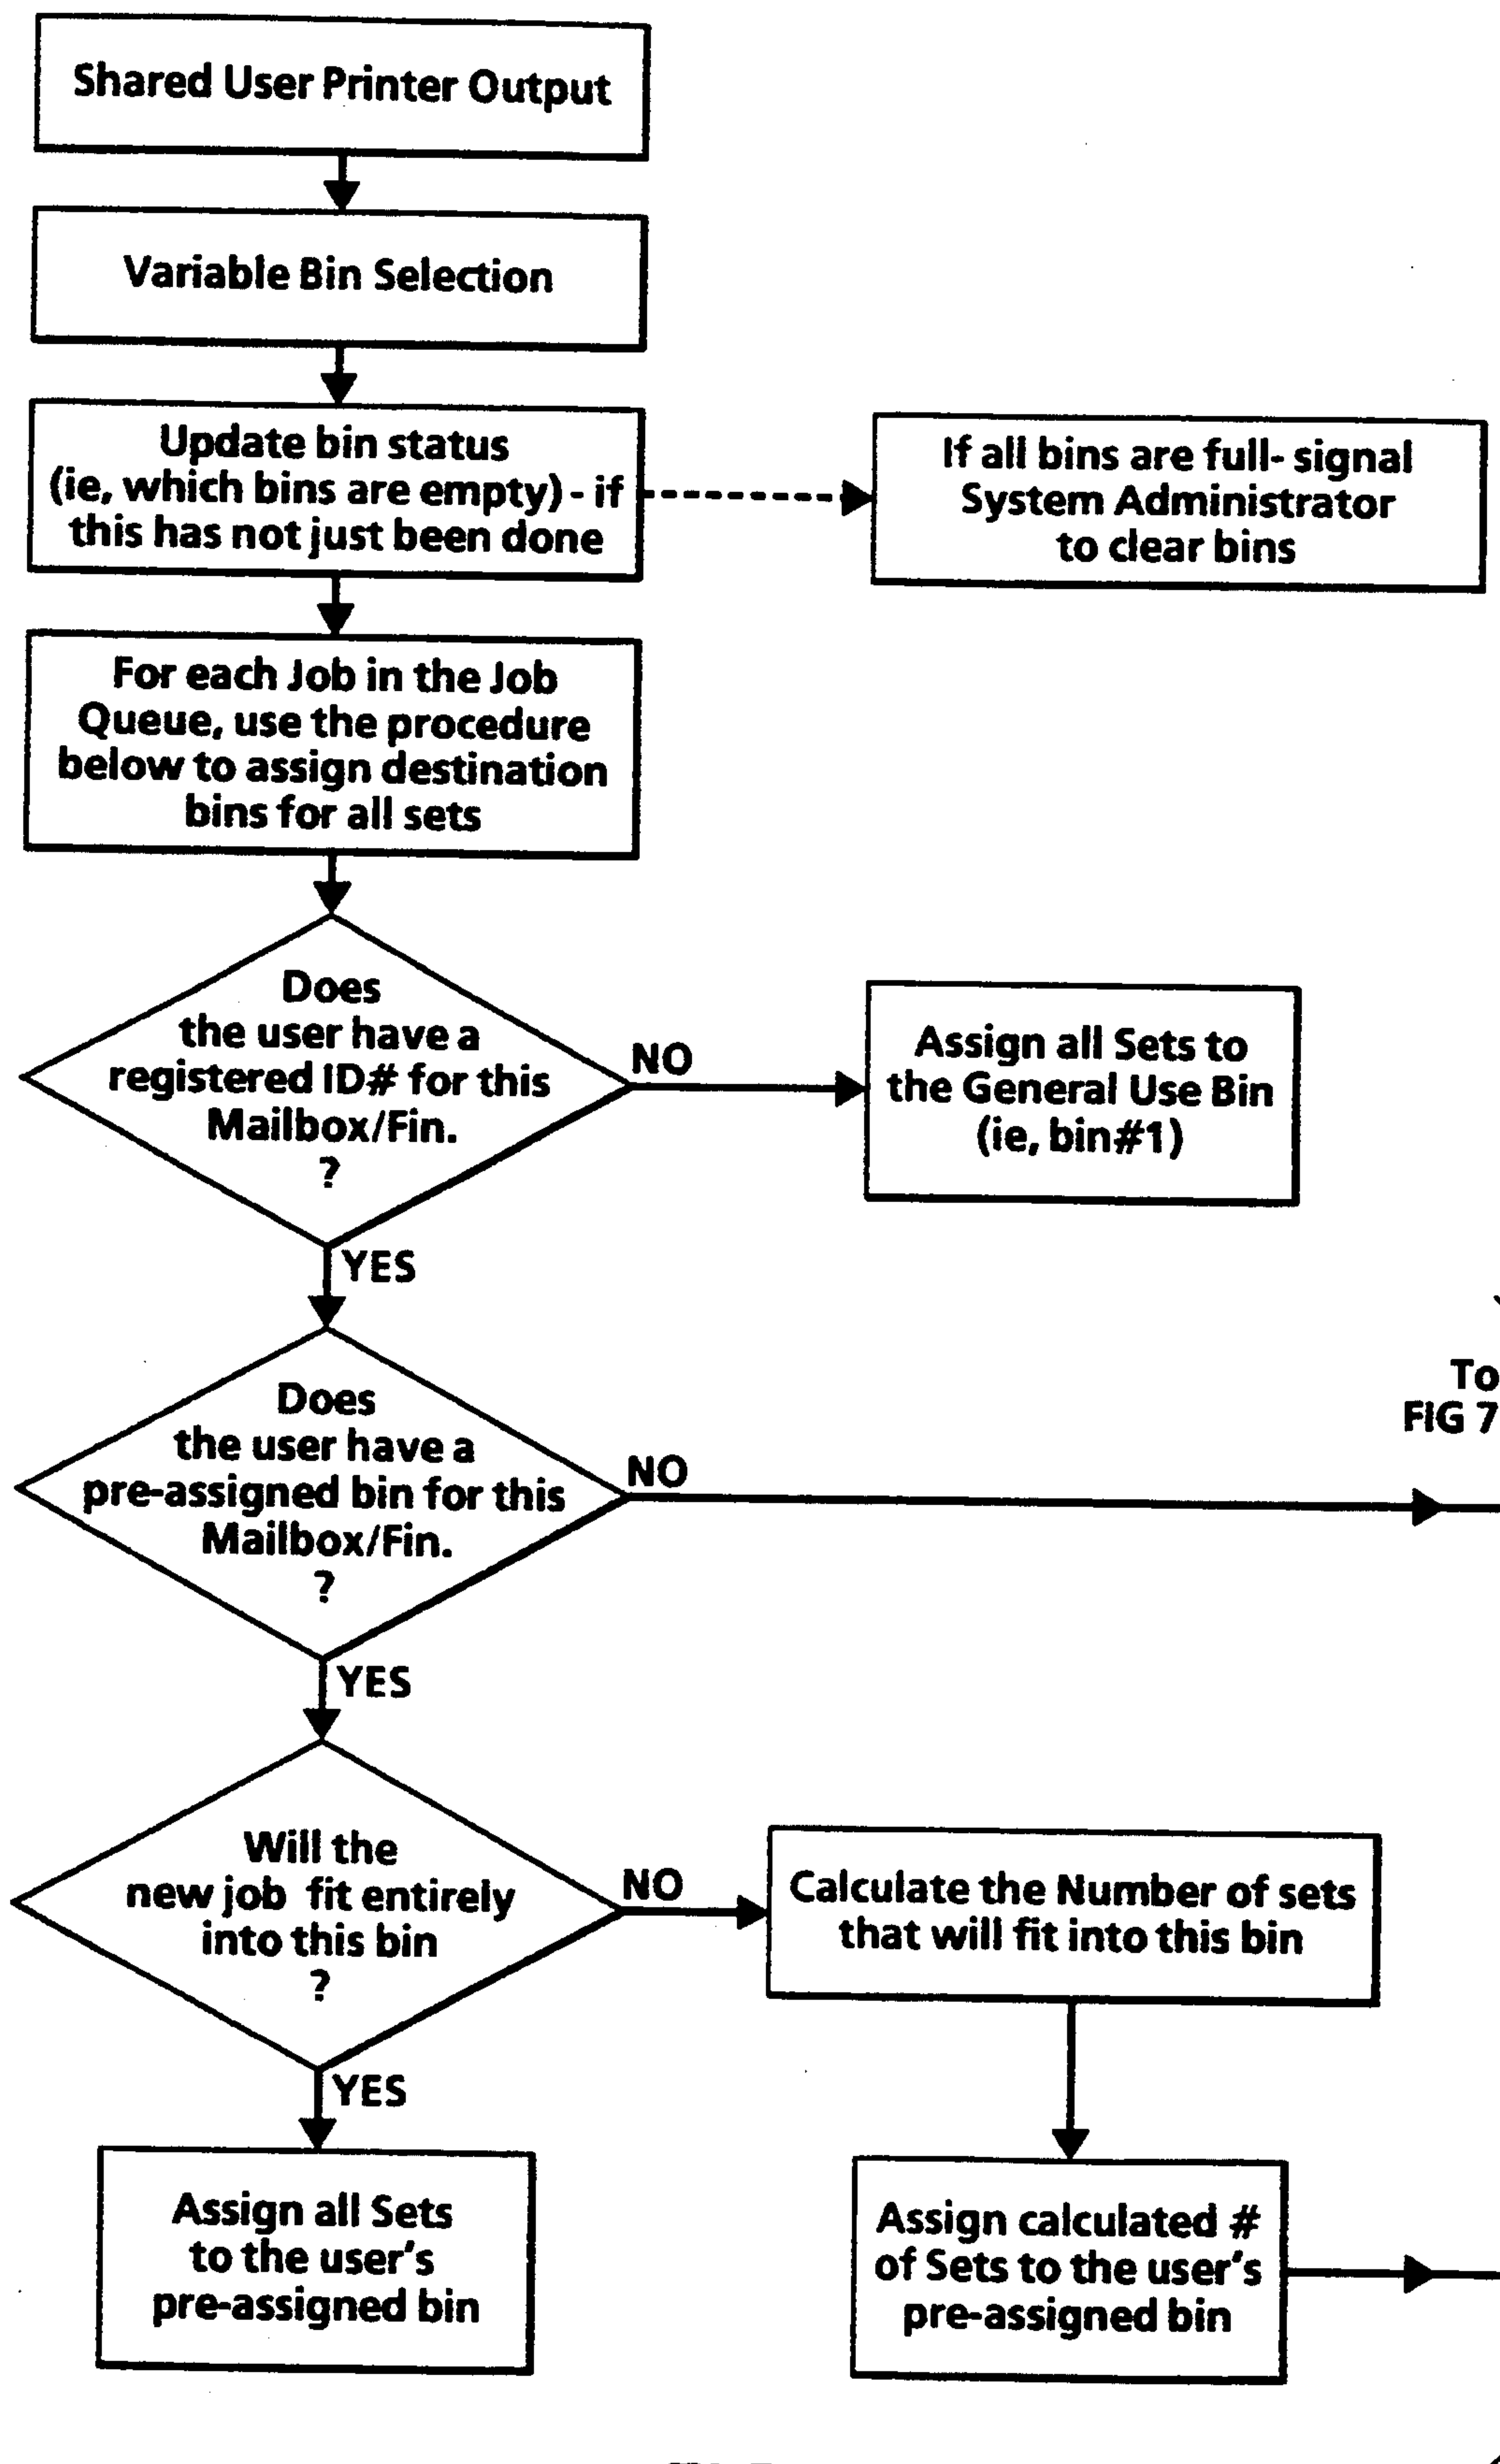 Shared User Printer Output
Variable Bin Selection
Update bin status
(ie, which bins are empty) - if
this has not just been done
If all bins are full- signal
System Administrator
to clear bins
For each Job in the Job
Queue, use the procedure
below to assign destination
bins for all sets
Does
the user have a
registered ID# for this
Mailbox/Fin.
?
NO
Assign all Sets to
the General Use Bin
(ie, bin#1)
YES
Does
the user have a
pre-assigned bin for this
Mailbox/Fin.
?
NO
To
FIG 7
YES
Will the
new job fit entirely
into this bin
?
NO
Calculate the Number of sets
that will fit into this bin
YES
Assign all Sets
to the user's
pre-assigned bin
Assign calculated #
of Sets to the user's
pre-assigned bin